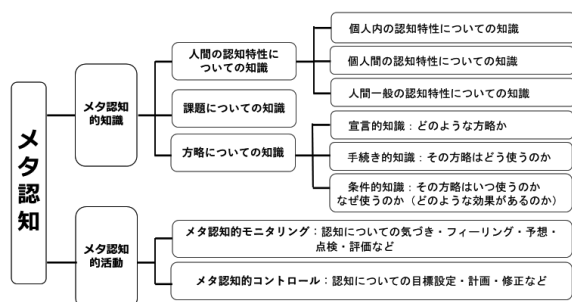 メタ認知
メタ認知
的知識
人間の認知特性に
ついての知識
個人内の認知特性についての知識
個人間の認知特性についての知識
人間一般の認知特性についての知識
課題についての知識
方略についての知識
宣言的知識：どのような方略か
手続き的知識：その方略はどう使うのか
条件的知識：その方略はいつ使うのか
なぜ使うのか（どのような効果があるのか）
メタ認知
的活動
メタ認知的モニタリング：認知についての気づき・フィーリング・予想・
点検・評価など
メタ認知的コントロール：認知についての目標設定・計画・修正など